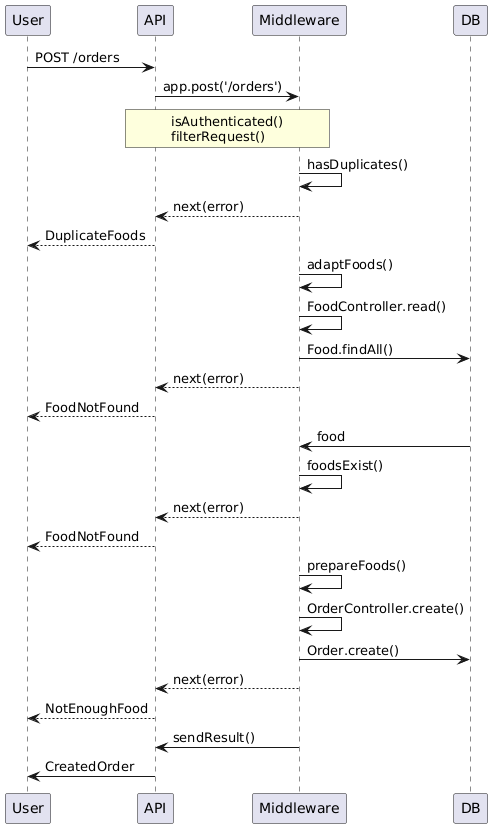 User API Middleware DB
POST /orders
app.post('/orders')
isAuthenticated()
filterRequest()
hasDuplicates()
next(error)
DuplicateFoods
adaptFoods()
FoodController.read()
Food.findAll()
next(error)
FoodNotFound
food
foodsExist()
next(error)
FoodNotFound
prepareFoods()
OrderController.create()
Order.create()
next(error)
NotEnoughFood
sendResult()
CreatedOrder
User API Middleware DB